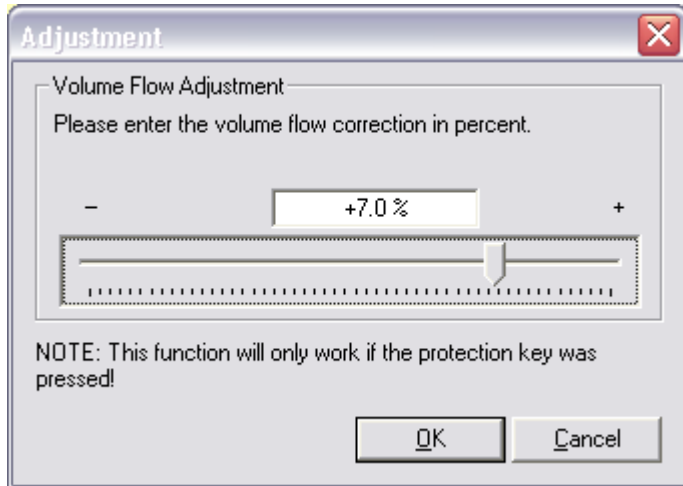 Adjustment
Volume Flow Adjustment
Please enter the volume flow correction in percent.
– +7.0 % +
NOTE: This function will only work if the protection key was
pressed!
OK Cancel